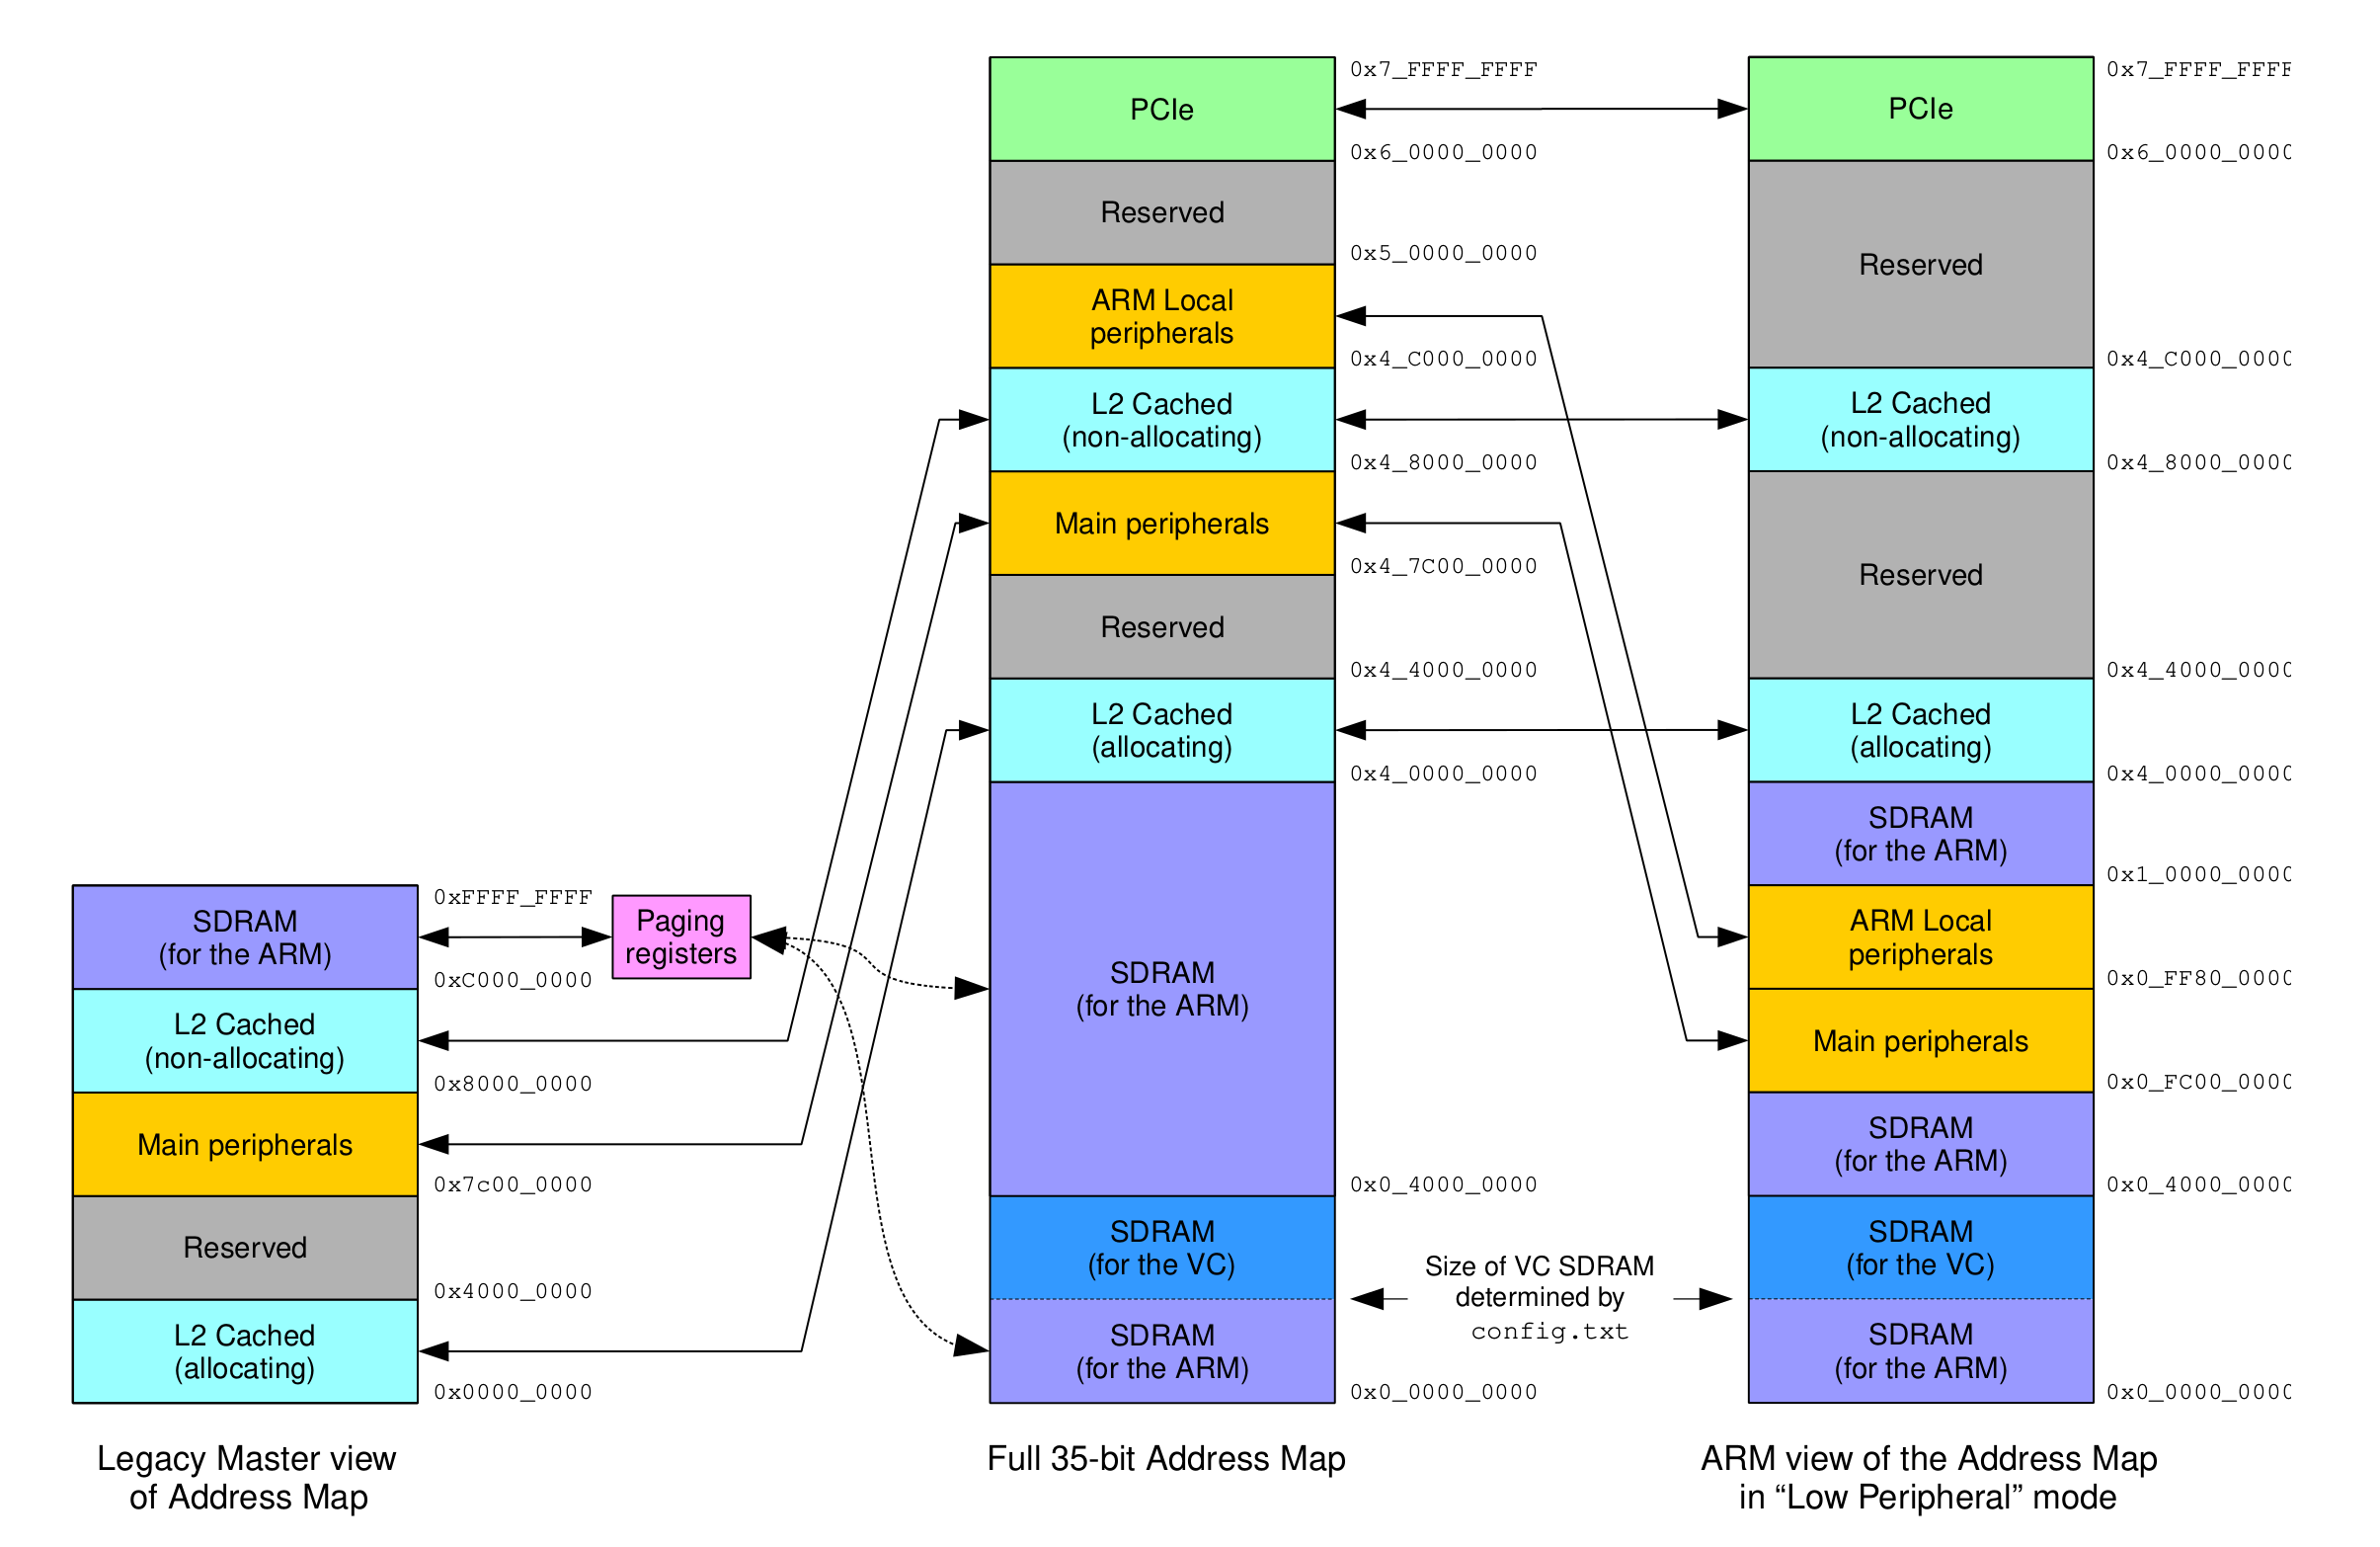 SDRAM
(for the ARM)
L2 Cached
(non-allocating)
Main peripherals
Reserved
L2 Cached
(allocating)
0xFFFF_FFFF
0xC000_0000
0x8000_0000
0x7c00_0000
0x4000_0000
0x0000_0000
Legacy Master view
of Address Map
Paging
registers
PCIe
Reserved
ARM Local
peripherals
L2 Cached
(non-allocating)
Main peripherals
Reserved
L2 Cached
(allocating)
SDRAM
(for the ARM)
SDRAM
(for the VC)
SDRAM
(for the ARM)
0x7_FFFF_FFFF
0x6_0000_0000
0x5_0000_0000
0x4_C000_0000
0x4_8000_0000
0x4_7C00_0000
0x4_4000_0000
0x4_0000_0000
0x0_4000_0000
0x0_0000_0000
Full 35-bit Address Map
Size of VC SDRAM
determined by
config.txt
PCIe
Reserved
L2 Cached
(non-allocating)
Reserved
L2 Cached
(allocating)
SDRAM
(for the ARM)
ARM Local
peripherals
Main peripherals
SDRAM
(for the ARM)
SDRAM
(for the VC)
SDRAM
(for the ARM)
0x7_FFFF_FFFF
0x6_0000_0000
0x4_C000_0000
0x4_8000_0000
0x4_4000_0000
0x4_0000_0000
0x1_0000_0000
0x0_FF80_0000
0x0_FC00_0000
0x0_4000_0000
0x0_0000_0000
ARM view of the Address Map
in “Low Peripheral” mode